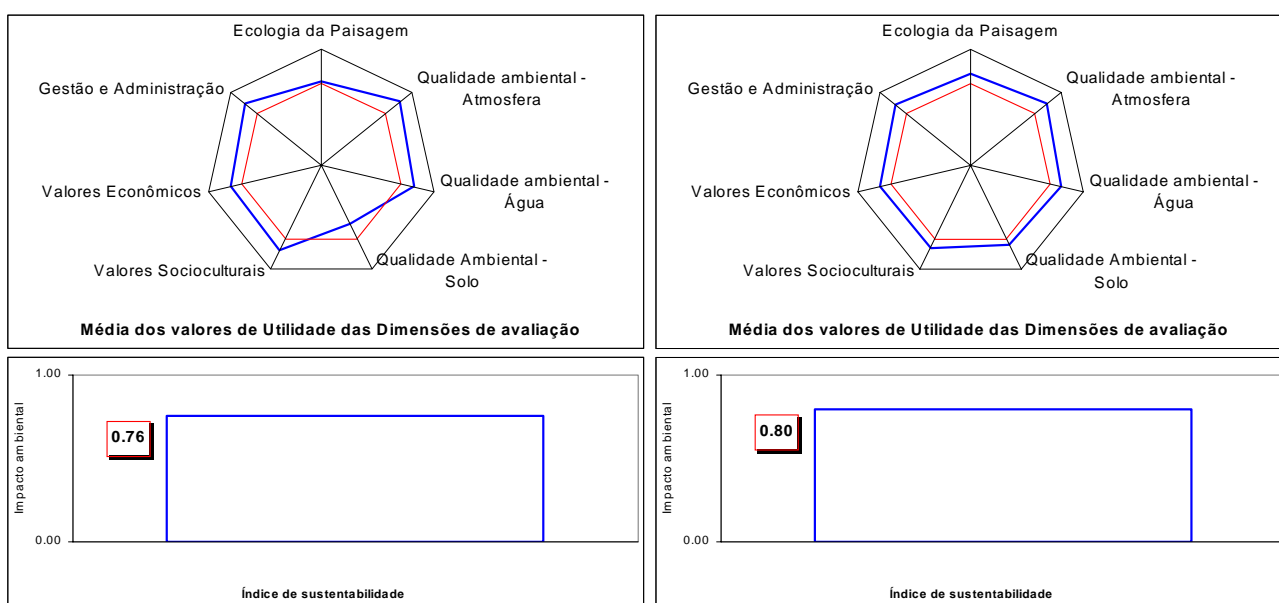 Ecologia da Paisagem
Gestão e Administração
Qualidade ambiental -
Atmosfera
Valores Econômicos
Qualidade ambiental -
Água
Valores Socioculturais
Qualidade Ambiental -
Solo
Média dos valores de Utilidade das Dimensões de avaliação
Ecologia da Paisagem
Gestão e Administração
Qualidade ambiental -
Atmosfera
Valores Econômicos
Qualidade ambiental -
Água
Valores Socioculturais
Qualidade Ambiental -
Solo
Média dos valores de Utilidade das Dimensões de avaliação
1.00
0.76
Impacto ambiental
0.00
Índice de sustentabilidade
1.00
0.80
Impacto ambiental
0.00
Índice de sustentabilidade